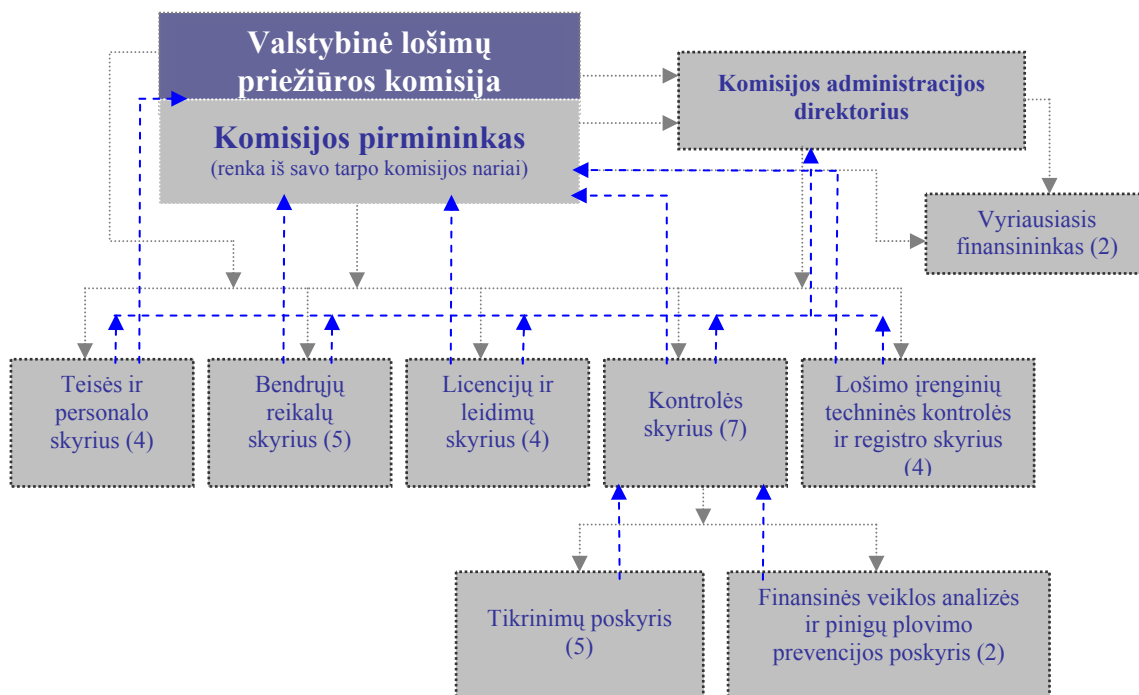 Valstybinė lošimų
priežiūros komisija
Komisijos pirmininkas
(renka iš savo tarpo komisijos nariai)
Komisijos administracijos
direktorius
Vyriausiasis
finansininkas (2)
Teisės ir
personalo
skyrius (4)
Bendrųjų
reikalų
skyrius (5)
Licencijų ir
leidimų
skyrius (4)
Kontrolės
skyrius (7)
Lošimo įrenginių
techninės kontrolės
ir registro skyrius
(4)
Tikrinimų poskyris
(5)
Finansinės veiklos analizės
ir pinigų plovimo
prevencijos poskyris (2)